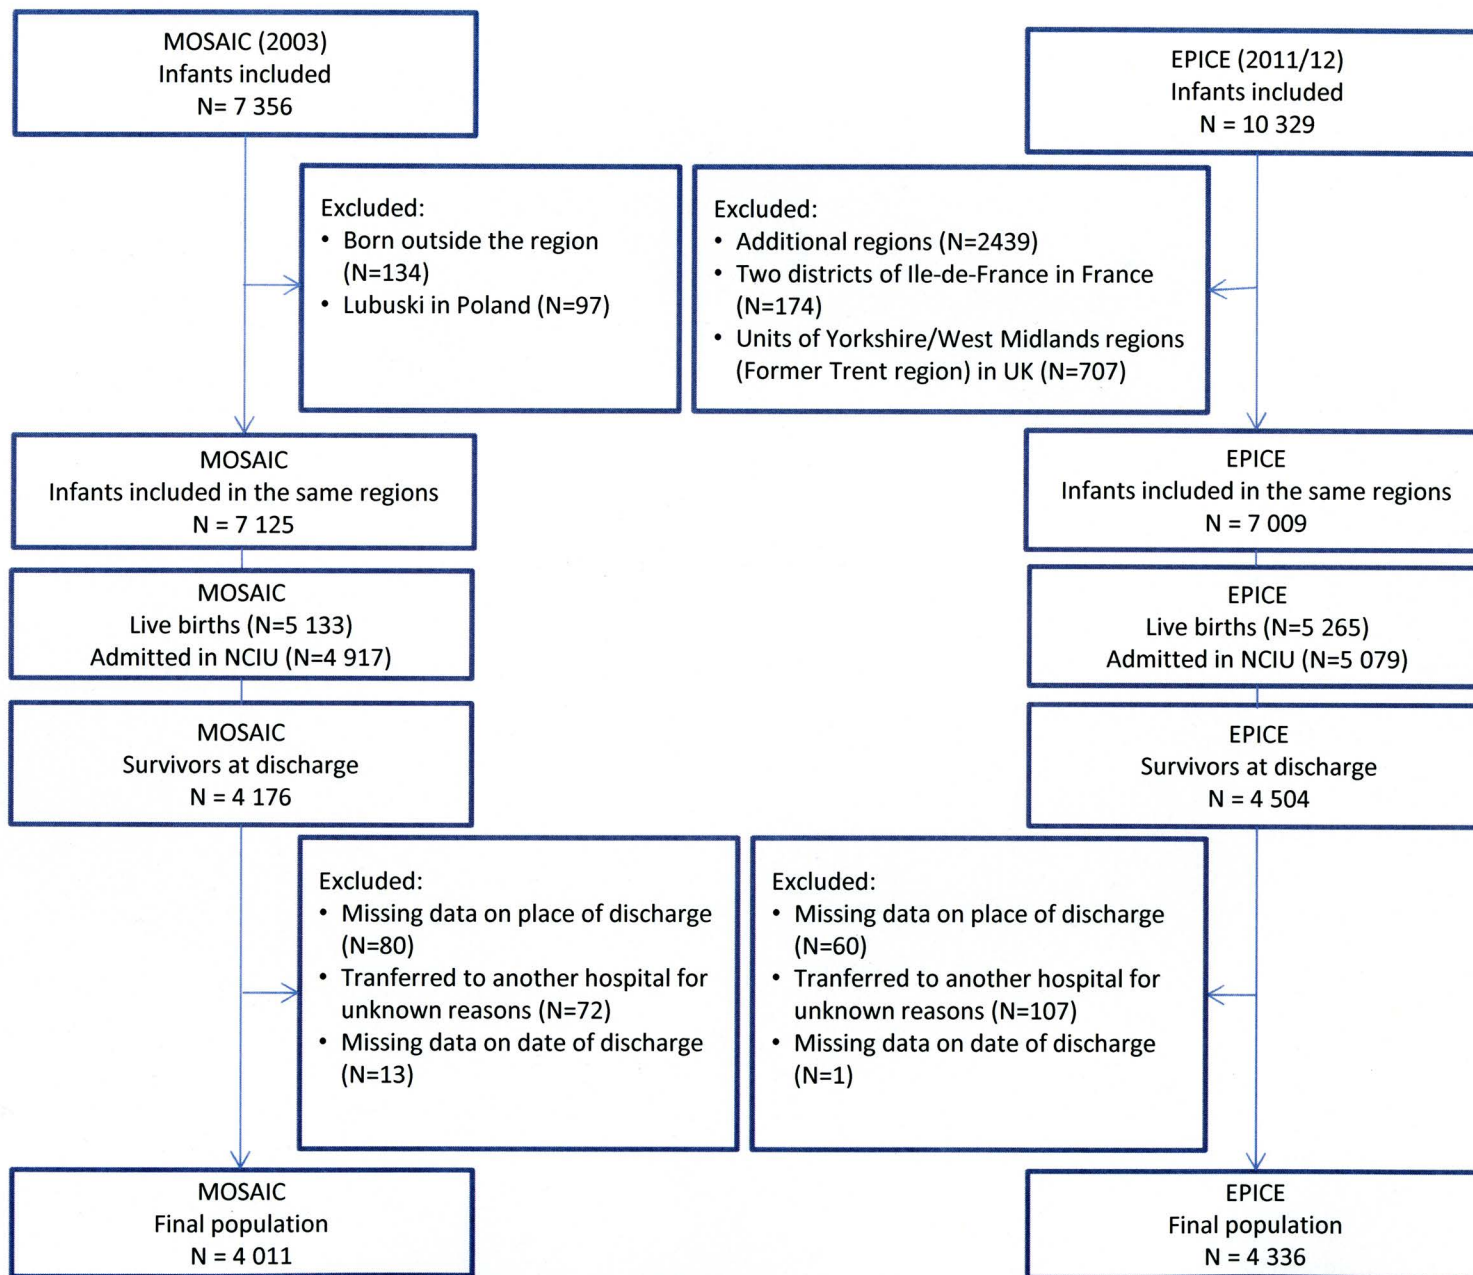 MOSAIC (2003)
Infants included
N= 7 356
EPICE (2011/12)
Infants included
N = 10 329
Excluded:
• Born outside the region
(N=134)
• Lubuski in Poland (N=97)
Excluded:
• Additional regions (N=2439)
• Two districts of Ile-de-France in France
(N=174)
• Units of Yorkshire/West Midlands regions
(Former Trent region) in UK (N=707)
MOSAIC
Infants included in the same regions
N = 7 125
EPICE
Infants included in the same regions
N = 7 009
MOSAIC
Live births (N=5 133)
Admitted in NCIU (N=4 917)
EPICE
Live births (N=5 265)
Admitted in NCIU (N=5 079)
MOSAIC
Survivors at discharge
N = 4 176
EPICE
Survivors at discharge
N = 4 504
Excluded:
• Missing data on place of discharge
(N=80)
• Tranferred to another hospital for
unknown reasons (N=72)
• Missing data on date of discharge
(N=13)
Excluded:
• Missing data on place of discharge
(N=60)
• Tranferred to another hospital for
unknown reasons (N=107)
• Missing data on date of discharge
(N=1)
MOSAIC
Final population
N = 4 011
EPICE
Final population
N = 4 336